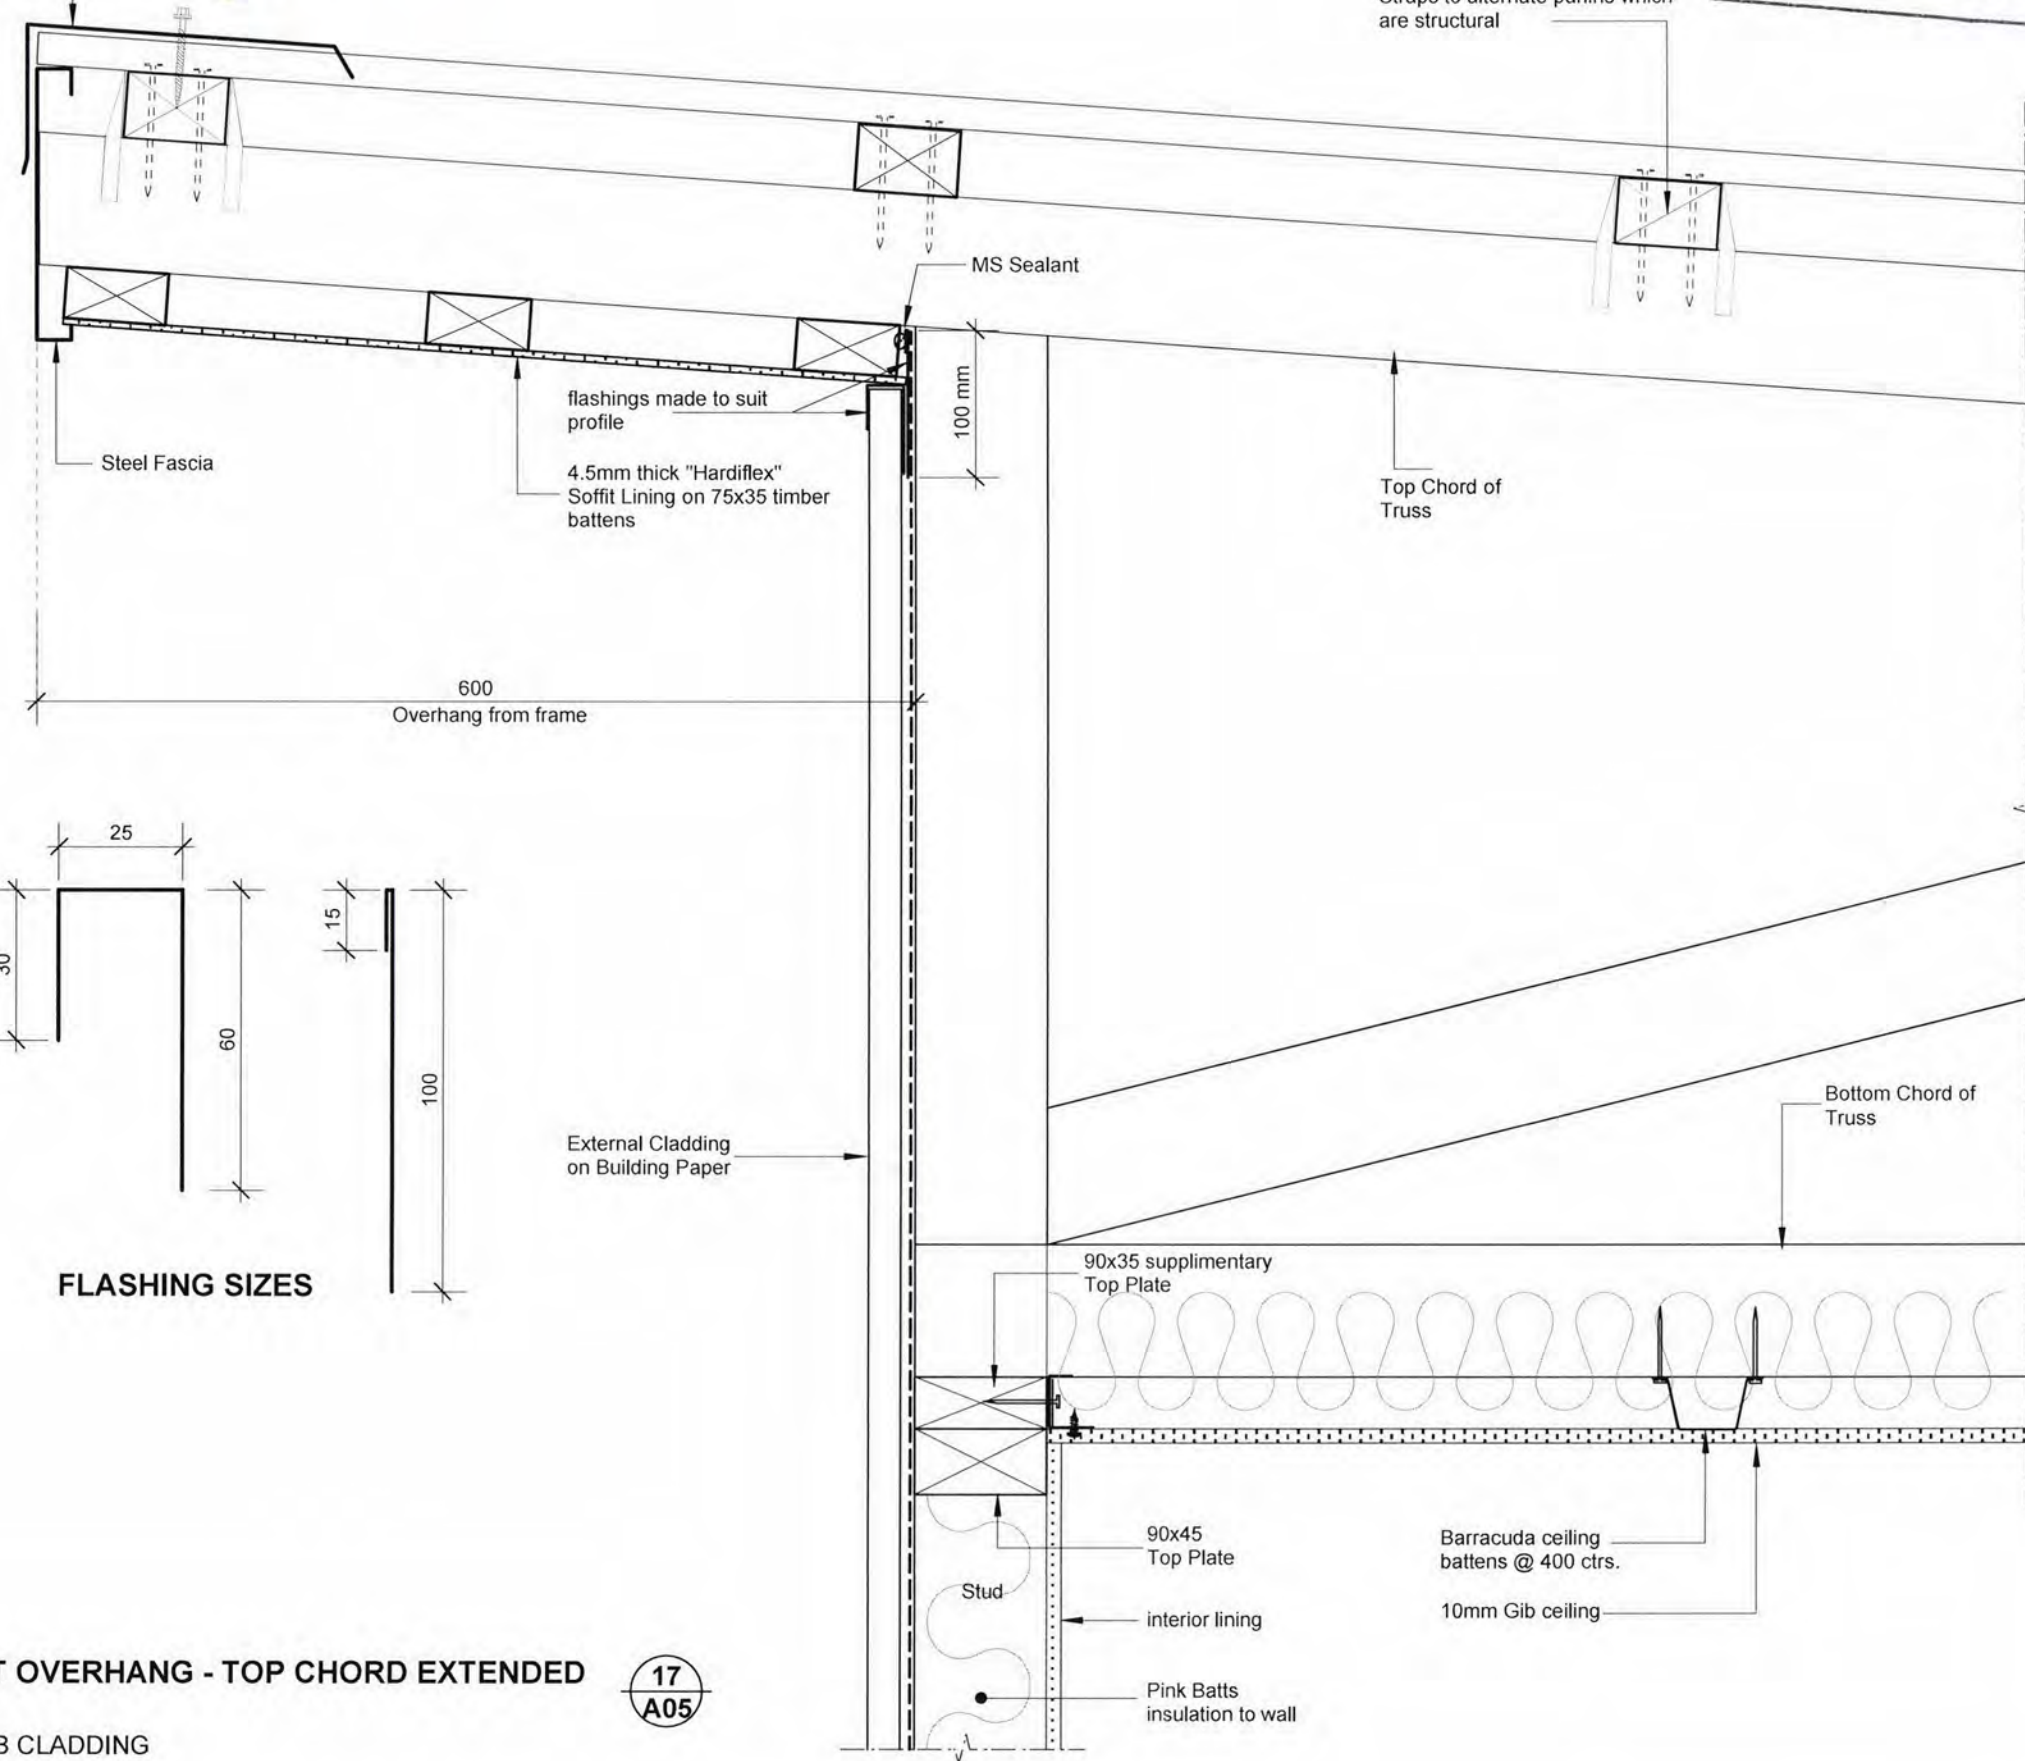 are structural
MS Sealant
100 mm
flashings made to suit
profile
Steel Fascia
4.5mm thick "Hardiflex"
Soffit Lining on 75x35 timber
battens
Top Chord of
Truss
600
Overhang from frame
25
30
60
15
100
FLASHING SIZES
External Cladding
on Building Paper
Bottom Chord of
Truss
90x35 supplimentary
Top Plate
90x45
Top Plate
Stud
interior lining
Pink Batts
insulation to wall
Barracuda ceiling
battens @ 400 ctrs.
10mm Gib ceiling
OVERHANG - TOP CHORD EXTENDED
17
A05
CLADDING